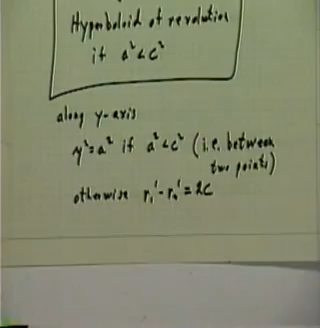 Hyperboloid of revolution
if a²<c²
along y-axis
y²=a² if a²<c² (i.e. between
two points)
otherwise r₁'-r₂'=2c